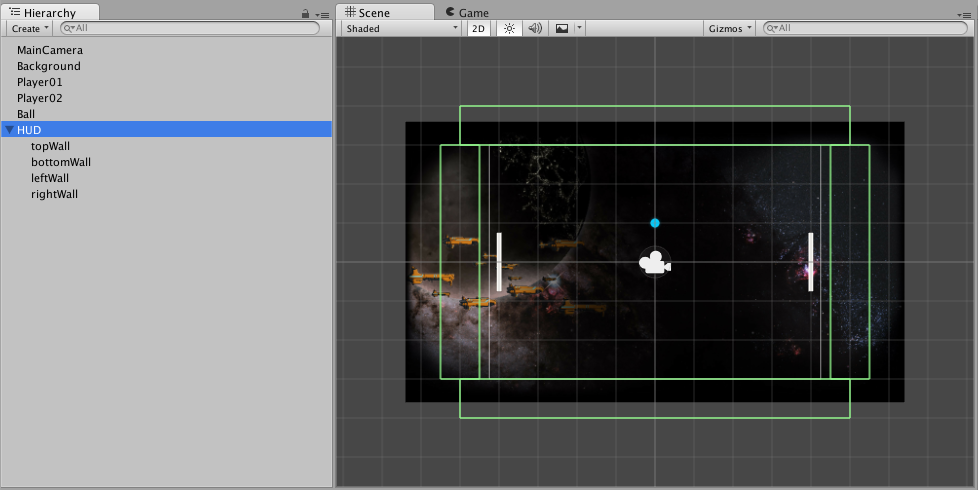 Hierarchy
Create
All
MainCamera
Background
Player01
Player02
Ball
HUD
topWall
bottomWall
leftWall
rightWall
Scene
Game
Shaded
2D
Gizmos
All